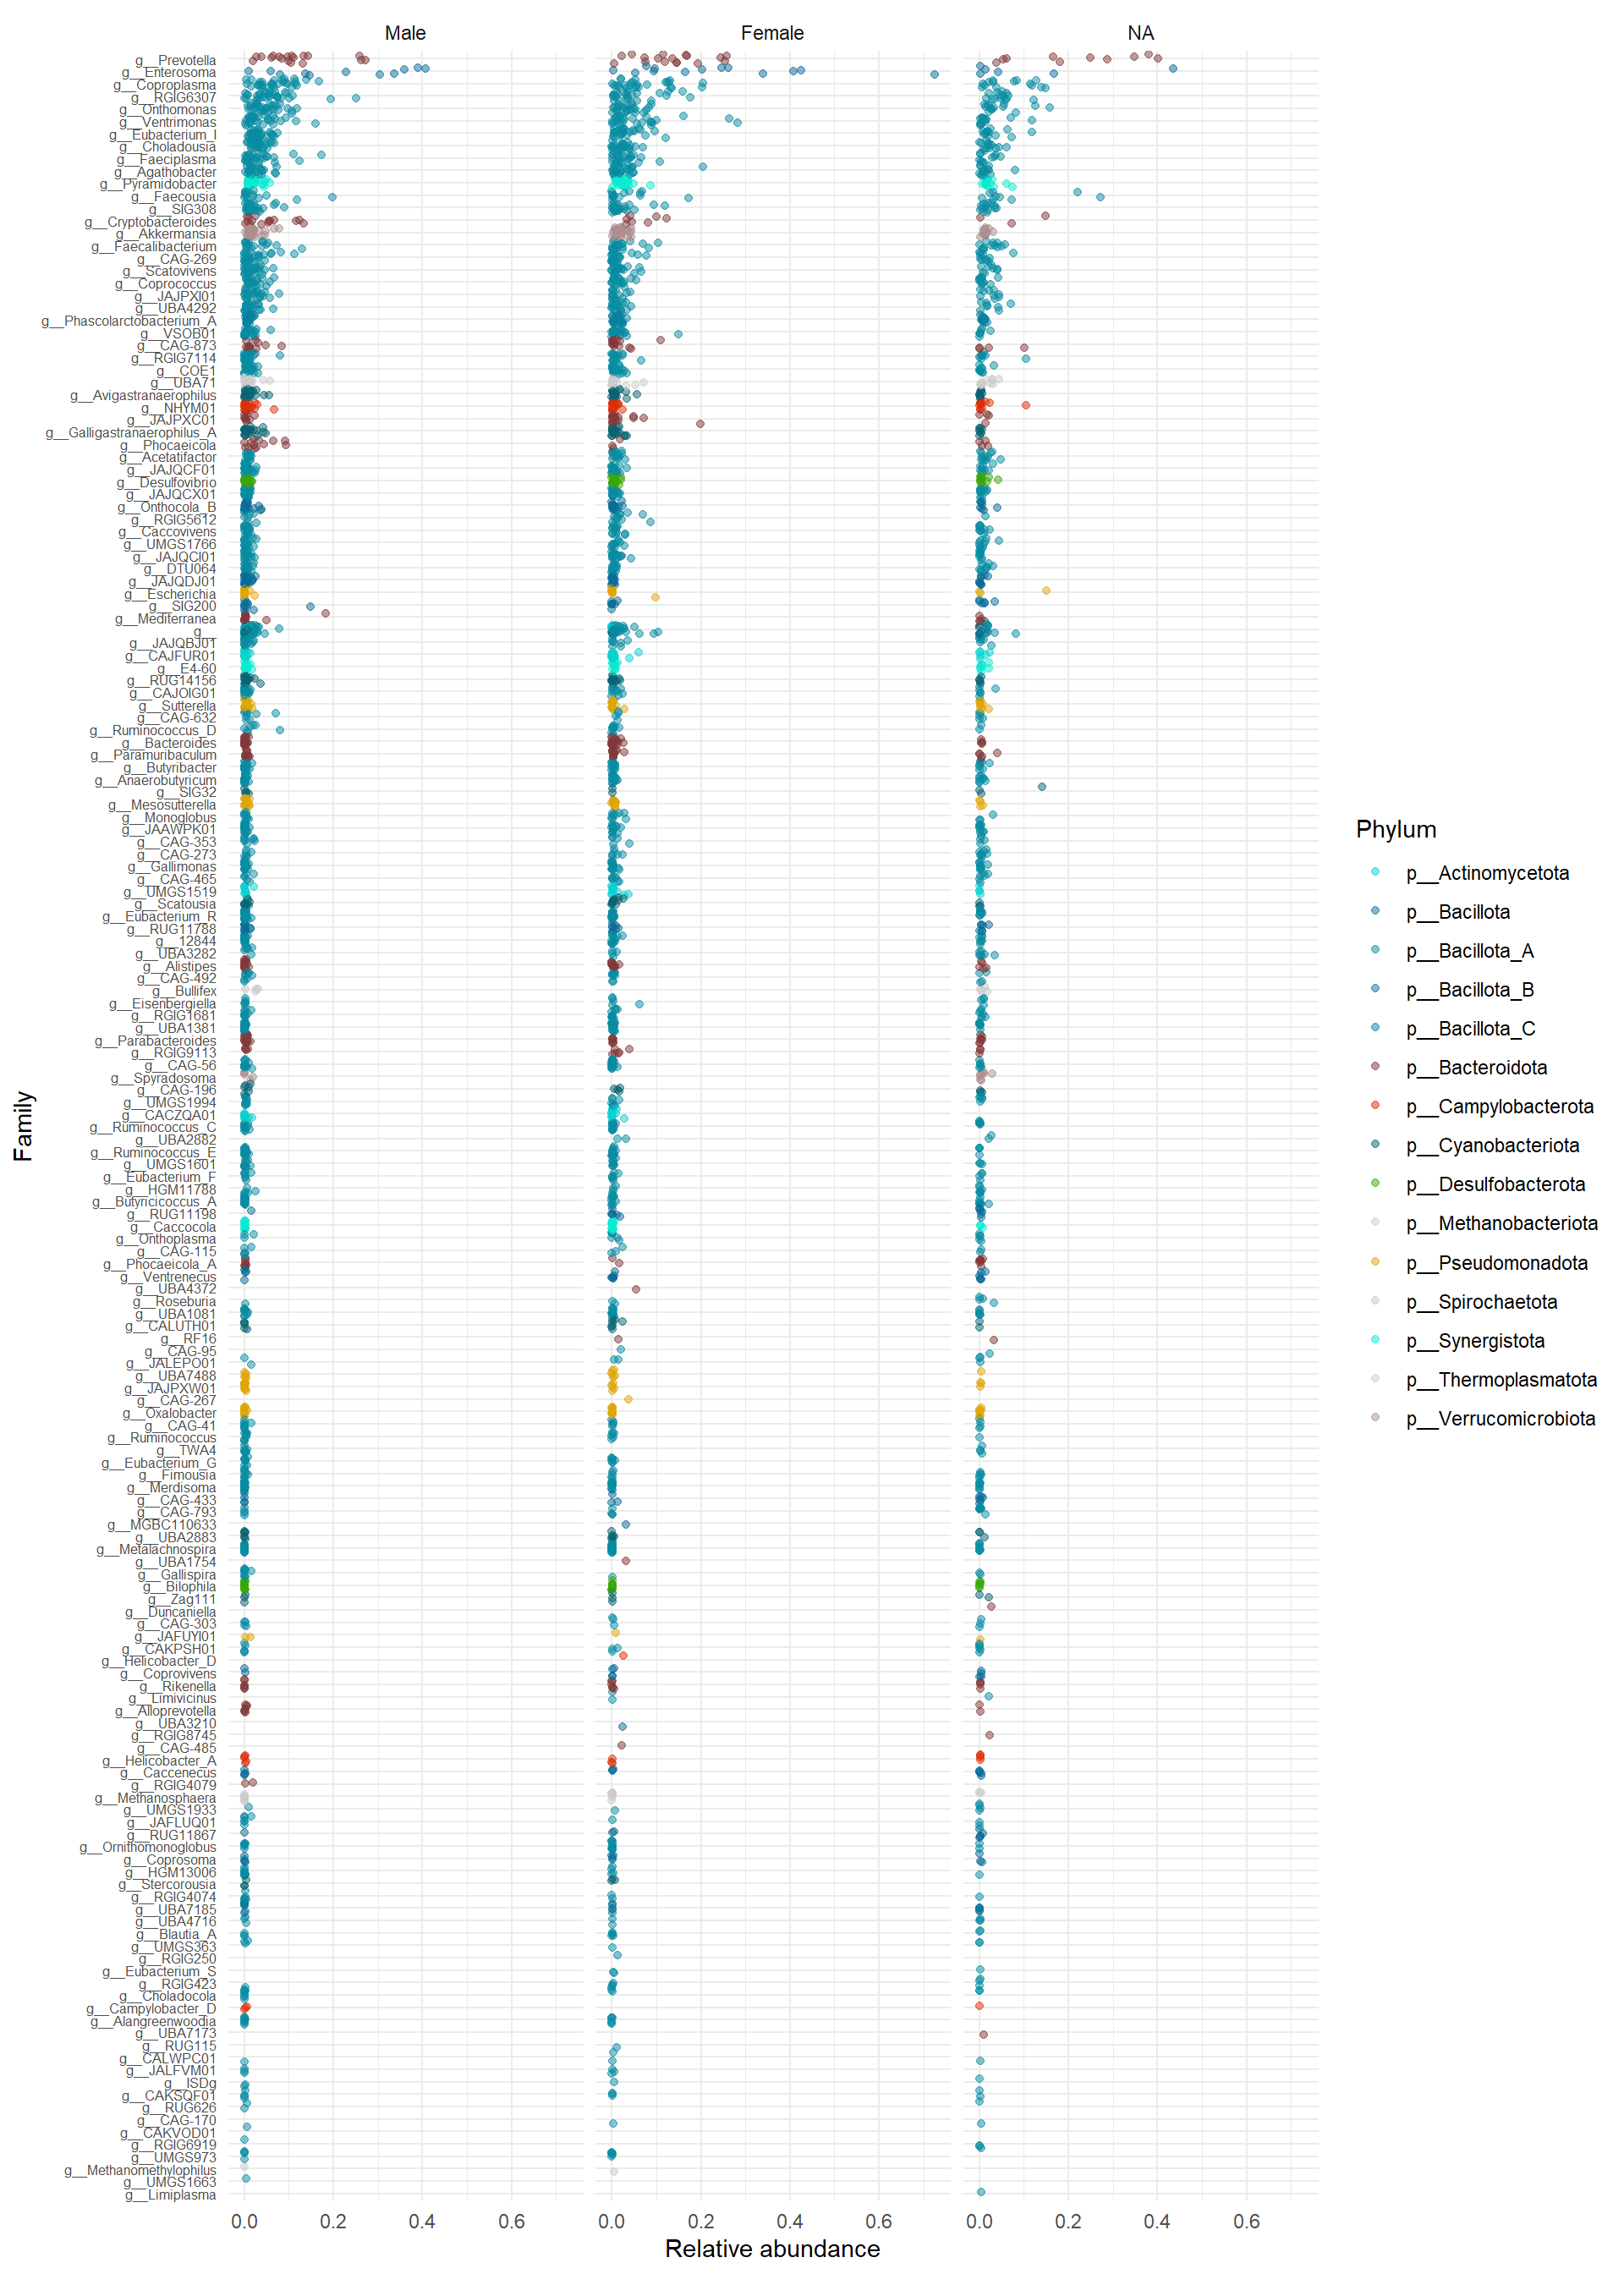 Male Female NA
g__Prevotella
g__Enterosoma
g__Coproplasma
g__RGIG6307
g__Onthomonas
g__Ventrimonas
g__Eubacterium_I
g__Choladousia
g__Faeciplasma
g__Agathobacter
g__Pyramidobacter
g__Faecousia
g__SIG308
g__Cryptobacteroides
g__Akkermansia
g__Faecalibacterium
g__CAG-269
g__Scatovivens
g__Coprococcus
g__JAJPXI01
g__UBA4292
g__Phascolarctobacterium_A
g__VSOB01
g__CAG-873
g__RGIG7114
g__COE1
g__UBA71
g__Avigastranaerophilus
g__NHYM01
g__JAJPXC01
g__Galligastranaerophilus_A
g__Phocaeicola
g__Acetatifactor
g__JAJQCF01
g__Desulfovibrio
g__JAJQCX01
g__Onthocola_B
g__RGIG5612
g__Caccovivens
g__UMGS1766
g__JAJQCI01
g__DTU064
g__JAJQDJ01
g__Escherichia
g__SIG200
g__Mediterranea
g__
g__JAJQBJ01
g__CAJFUR01
g__E4-60
g__RUG14156
g__CAJOIG01
g__Sutterella
g__CAG-632
g__Ruminococcus_D
g__Bacteroides
g__Paramuribaculum
g__Butyribacter
g__Anaerobutyricum
g__SIG32
g__Mesosutterella
g__Monoglobus
g__JAAWPK01
g__CAG-353
g__CAG-273
g__Gallimonas
g__CAG-465
g__UMGS1519
g__Scatousia
g__Eubacterium_R
g__RUG11788
g__12844
g__UBA3282
g__Alistipes
g__CAG-492
g__Bullifex
g__Eisenbergiella
g__RGIG1681
g__UBA1381
g__Parabacteroides
g__RGIG9113
g__CAG-56
g__Spyradosoma
g__CAG-196
g__UMGS1994
g__CACZQA01
g__Ruminococcus_C
g__UBA2882
g__Ruminococcus_E
g__UMGS1601
g__Eubacterium_F
g__HGM11788
g__Butyricicoccus_A
g__RUG11198
g__Caccocola
g__Onthoplasma
g__CAG-115
g__Phocaeicola_A
g__Ventrenecus
g__UBA4372
g__Roseburia
g__UBA1081
g__CALUTH01
g__RF16
g__CAG-95
g__JALEPO01
g__UBA7488
g__JAJPXW01
g__CAG-267
g__Oxalobacter
g__CAG-41
g__Ruminococcus
g__TWA4
g__Eubacterium_G
g__Fimousia
g__Merdisoma
g__CAG-433
g__CAG-793
g__MGBC110633
g__UBA2883
g__Metalachnospira
g__UBA1754
g__Gallispira
g__Bilophila
g__Zag111
g__Duncaniella
g__CAG-303
g__JAFUYI01
g__CAKPSH01
g__Helicobacter_D
g__Coprovivens
g__Rikenella
g__Limivicinus
g__Alloprevotella
g__UBA3210
g__RGIG8745
g__CAG-485
g__Helicobacter_A
g__Caccenecus
g__RGIG4079
g__Methanosphaera
g__UMGS1933
g__JAFLUQ01
g__RUG11867
g__Ornithomonoglobus
g__Coprosoma
g__HGM13006
g__Stercorousia
g__RGIG4074
g__UBA7185
g__UBA4716
g__Blautia_A
g__UMGS363
g__RGIG250
g__Eubacterium_S
g__RGIG423
g__Choladocola
g__Campylobacter_D
g__Alangreenwoodia
g__UBA7173
g__RUG115
g__CALWPC01
g__JALFVM01
g__ISDg
g__CAKSQF01
g__RUG626
g__CAG-170
g__CAKVOD01
g__RGIG6919
g__UMGS973
g__Methanomethylophilus
g__UMGS1663
g__Limiplasma
0.0 0.2 0.4 0.6 0.0 0.2 0.4 0.6 0.0 0.2 0.4 0.6
Relative abundance
Family
Phylum
p__Actinomycetota
p__Bacillota
p__Bacillota_A
p__Bacillota_B
p__Bacillota_C
p__Bacteroidota
p__Campylobacterota
p__Cyanobacteriota
p__Desulfobacterota
p__Methanobacteriota
p__Pseudomonadota
p__Spirochaetota
p__Synergistota
p__Thermoplasmatota
p__Verrucomicrobiota